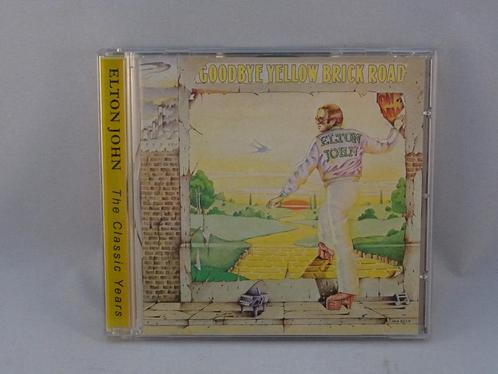 ELTON JOHN The Classic Years
GOODBYE YELLOW BRICK ROAD
ELTON
JOHN